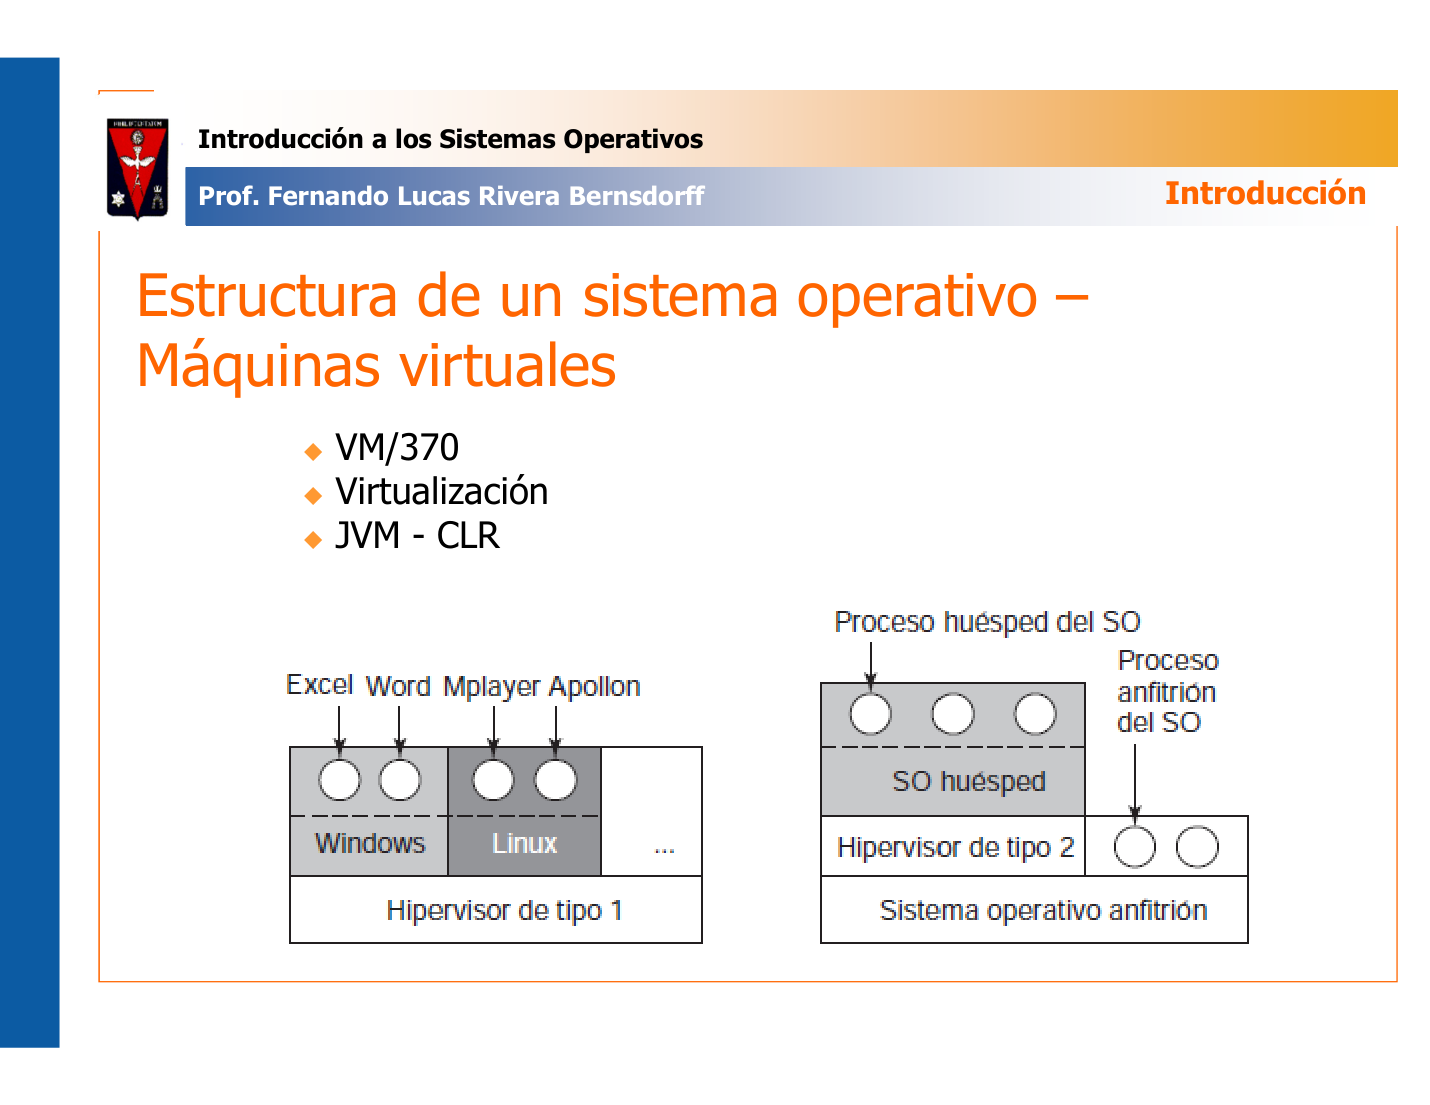 Introducción a los Sistemas Operativos
Prof. Fernando Lucas Rivera Bernsdorff
Introducción
Estructura de un sistema operativo –
Máquinas virtuales
VM/370
Virtualización
JVM - CLR
Excel Word Mplayer Apollon
Windows
Linux
...
Hipervisor de tipo 1
Proceso huésped del SO
Proceso
anfitrión
del SO
SO huésped
Hipervisor de tipo 2
Sistema operativo anfitrión